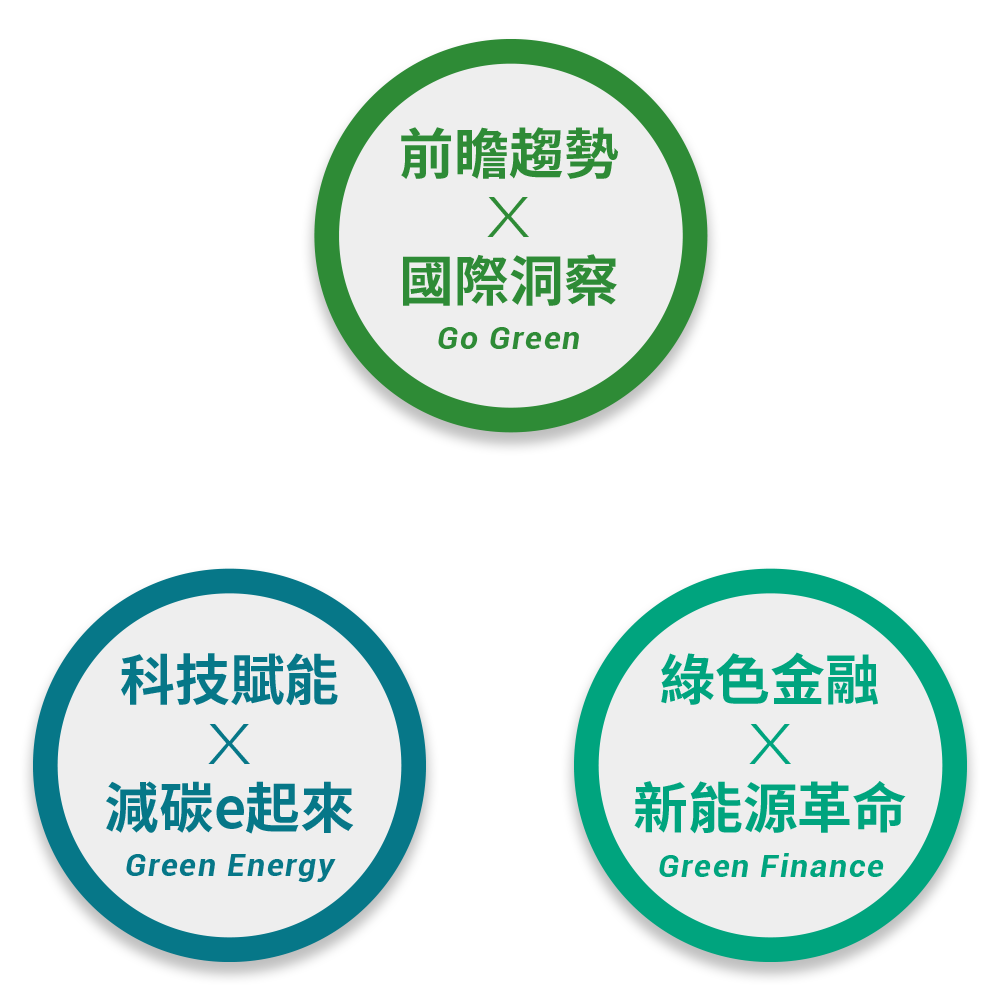 前瞻趨勢
X
國際洞察
Go Green
科技賦能
X
減碳e起來
Green Energy
綠色金融
X
新能源革命
Green Finance